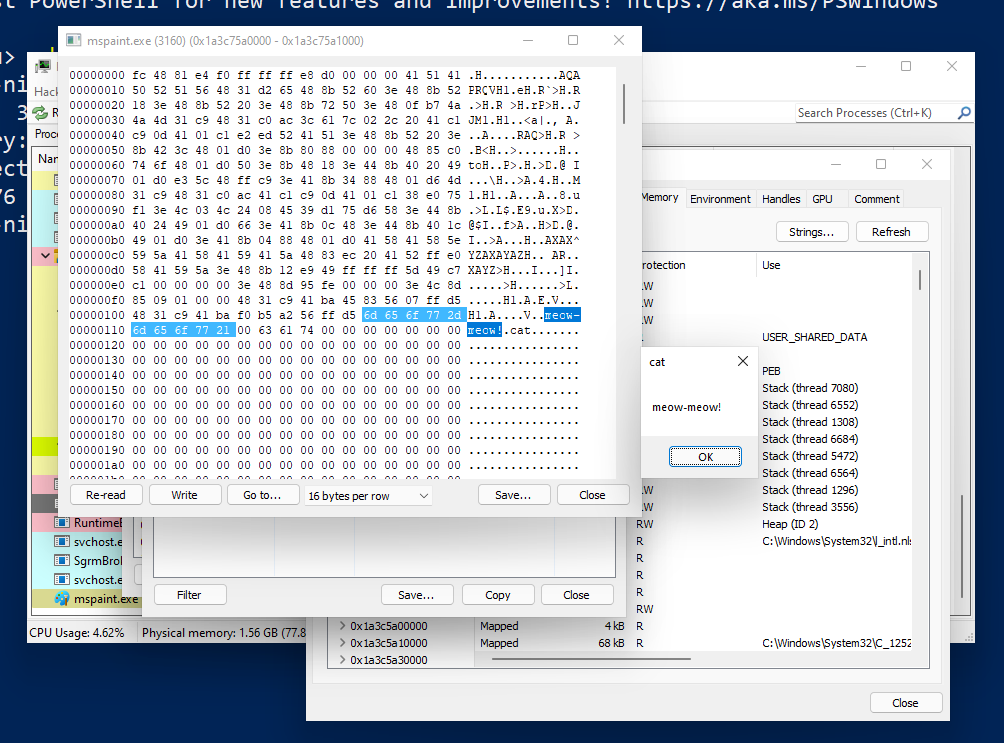 st PowerShell for new features and improvements! https://aka.ms/PSWindows
mspaint.exe (3160) (0x1a3c75a0000 - 0x1a3c75a1000)
00000000 fc 48 81 e4 f0 ff ff ff e8 d0 00 00 00 41 51 41 .H...........AQA
00000010 50 52 51 56 48 31 d2 65 48 8b 52 60 3e 48 8b 52 PRQVH1.eH.R`>H.R
00000020 18 3e 48 8b 52 20 3e 48 8b 72 50 3e 48 0f b7 4a .>H.R >H.rP>H..J
00000030 4a 4d 31 c9 48 31 c0 ac 3c 61 7c 02 2c 20 41 c1 JM1.H1..<a|., A.
00000040 c9 0d 41 01 c1 e2 ed 52 41 51 3e 48 8b 52 20 3e ..A....RAQ>H.R >
00000050 8b 42 3c 48 01 d0 3e 8b 80 88 00 00 00 48 85 c0 .B<H..>......H..
00000060 74 6f 48 01 d0 50 3e 8b 48 18 3e 44 8b 40 20 49 toH..P>.H.>D.@ I
00000070 01 d0 e3 5c 48 ff c9 3e 41 8b 34 88 48 01 d6 4d ...\H..>A.4.H..M
00000080 31 c9 48 31 c0 ac 41 c1 c9 0d 41 01 c1 38 e0 75 1.H1..A...A..8.u
00000090 f1 3e 4c 03 4c 24 08 45 39 d1 75 d6 58 3e 44 8b .>L.L$.E9.u.X>D.
000000a0 40 24 49 01 d0 66 3e 41 8b 0c 48 3e 44 8b 40 1c @$I..f>A..H>D.@.
000000b0 49 01 d0 3e 41 8b 04 88 48 01 d0 41 58 41 58 5e I..>A...H..AXAX^
000000c0 59 5a 41 58 41 59 41 5a 48 83 ec 20 41 52 ff e0 YZAXAYAZH.. AR..
000000d0 58 41 59 5a 3e 48 8b 12 e9 49 ff ff ff 5d 49 c7 XAYZ>H...I...]I.
000000e0 c1 00 00 00 00 3e 48 8d 95 fe 00 00 00 3e 4c 8d .....>H......>L.
000000f0 85 09 01 00 00 48 31 c9 41 ba 45 83 56 07 ff d5 .....H1.A.E.V...
00000100 48 31 c9 41 ba f0 b5 a2 56 ff d5 6d 65 6f 77 2d H1.A....V..meow-
00000110 6d 65 6f 77 21 00 63 61 74 00 00 00 00 00 00 00 meow!.cat.......
00000120 00 00 00 00 00 00 00 00 00 00 00 00 00 00 00 00 ................
00000130 00 00 00 00 00 00 00 00 00 00 00 00 00 00 00 00 ................
00000140 00 00 00 00 00 00 00 00 00 00 00 00 00 00 00 00 ................
00000150 00 00 00 00 00 00 00 00 00 00 00 00 00 00 00 00 ................
00000160 00 00 00 00 00 00 00 00 00 00 00 00 00 00 00 00 ................
00000170 00 00 00 00 00 00 00 00 00 00 00 00 00 00 00 00 ................
00000180 00 00 00 00 00 00 00 00 00 00 00 00 00 00 00 00 ................
00000190 00 00 00 00 00 00 00 00 00 00 00 00 00 00 00 00 ................
000001a0 00 00 00 00 00 00 00 00 00 00 00 00 00 00 00 00 ................
Re-read Write Go to... 16 bytes per row Save... Close
Search Processes (Ctrl+K)
Hack
Proce
Nar
RuntimeB
svchost.e
SgrmBrol
svchost.e
mspaint.exe
CPU Usage: 4.62% Physical memory: 1.56 GB (77.8
Filter Save... Copy Close
Memory Environment Handles GPU Comment
Strings... Refresh
rotection Use
USER_SHARED_DATA
PEB
Stack (thread 7080)
Stack (thread 6552)
Stack (thread 1308)
Stack (thread 6684)
Stack (thread 5472)
Stack (thread 6564)
Stack (thread 1296)
Stack (thread 3556)
RW Heap (ID 2)
R C:\Windows\System32\l_intl.nls
R
R
R
RW
0x1a3c5a00000 Mapped 4 kB R
0x1a3c5a10000 Mapped 68 kB R C:\Windows\System32\C_1252
0x1a3c5a30000
Close
cat
meow-meow!
OK